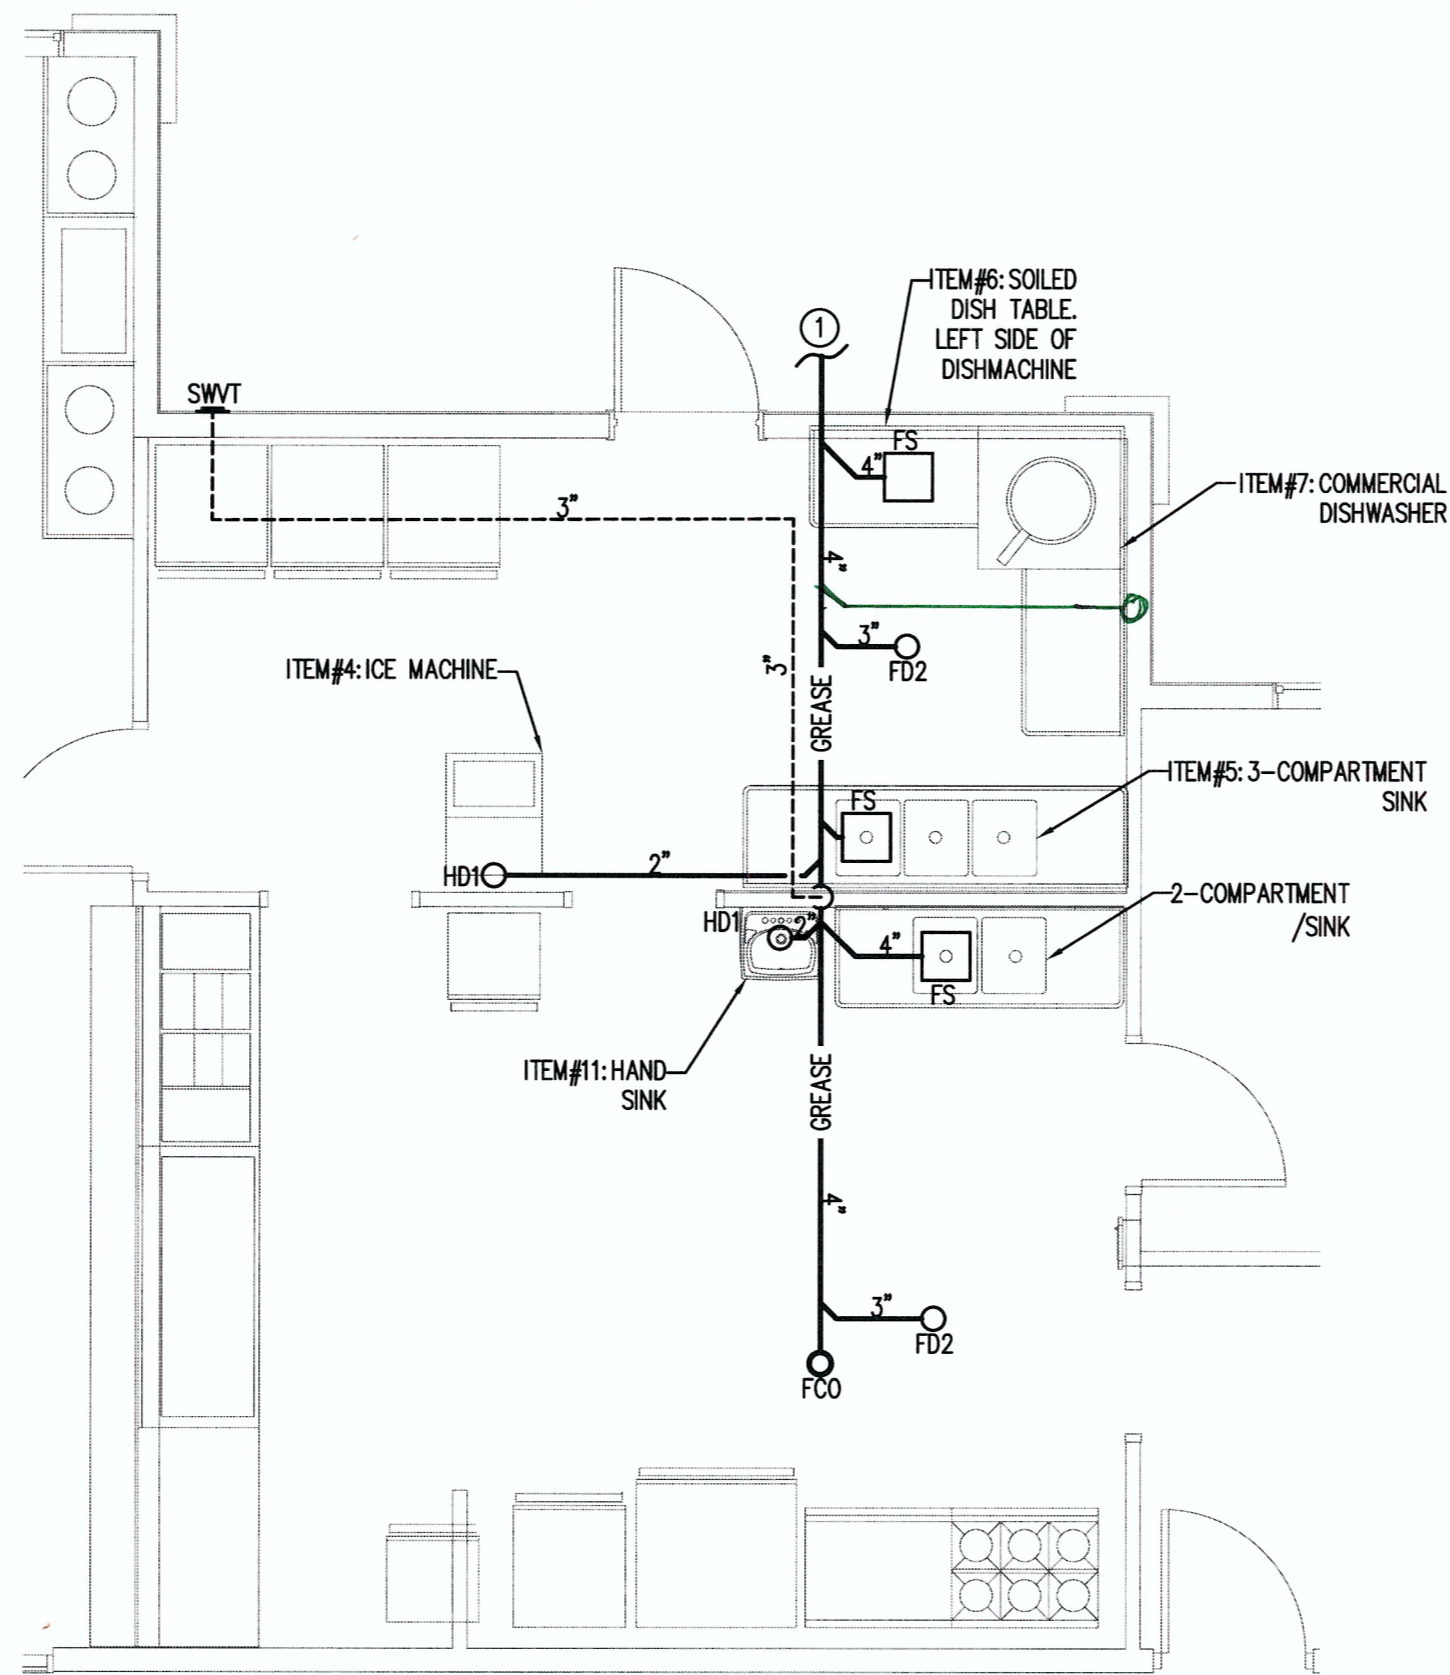 ITEM#6: SOILED
DISH TABLE.
LEFT SIDE OF
DISHMACHINE
1
SWVT
FS
4"
ITEM#7: COMMERCIAL
DISHWASHER
3"
4"
3"
FD2
3"
ITEM#4: ICE MACHINE
GREASE
ITEM#5: 3-COMPARTMENT
SINK
FS
2"
HD1
2-COMPARTMENT
/SINK
HD1
2"
4"
FS
ITEM#11: HAND
SINK
GREASE
4"
3"
FD2
FCO